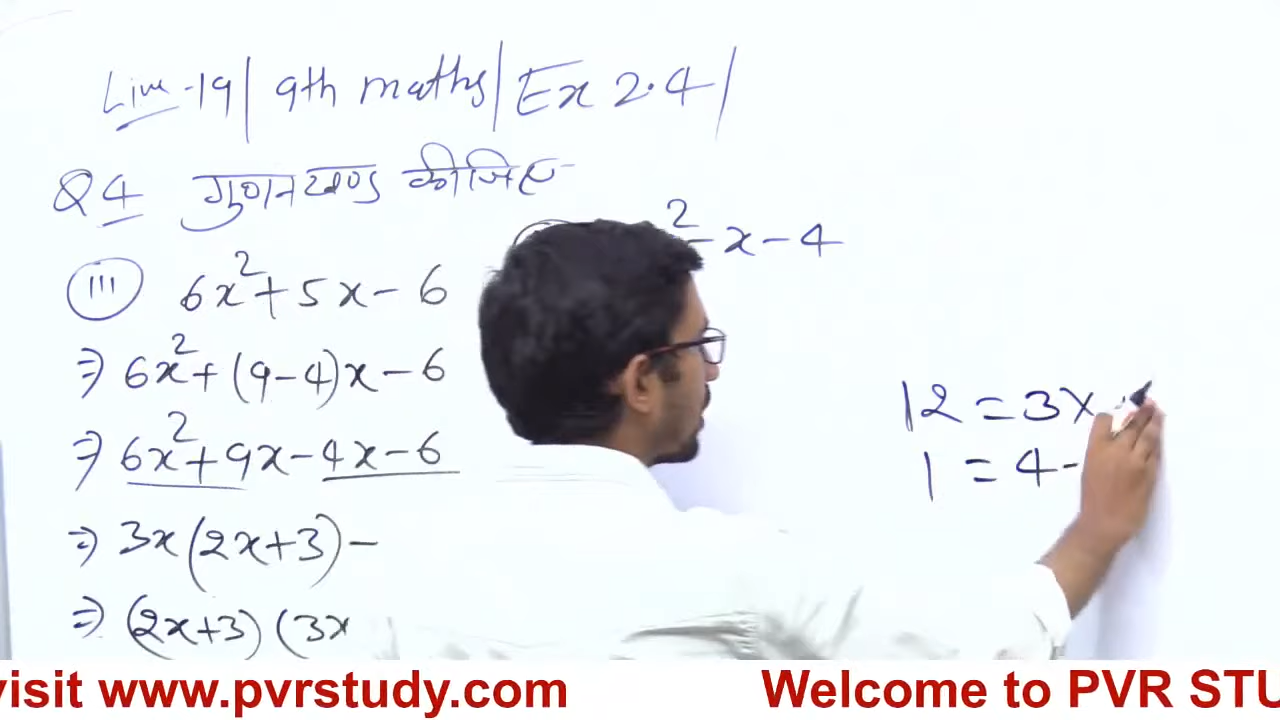 Live-19 | 9th maths | Ex 2.4 |
Q4 गुणनखण्ड कीजिए
(iii) 6x² + 5x - 6
⇒ 6x² + (9-4)x - 6
⇒ 6x² + 9x - 4x - 6
⇒ 3x(2x+3) -
⇒ (2x+3) (3x
² - x - 4
12 = 3x
1 = 4 -
visit www.pvrstudy.com Welcome to PVR STU